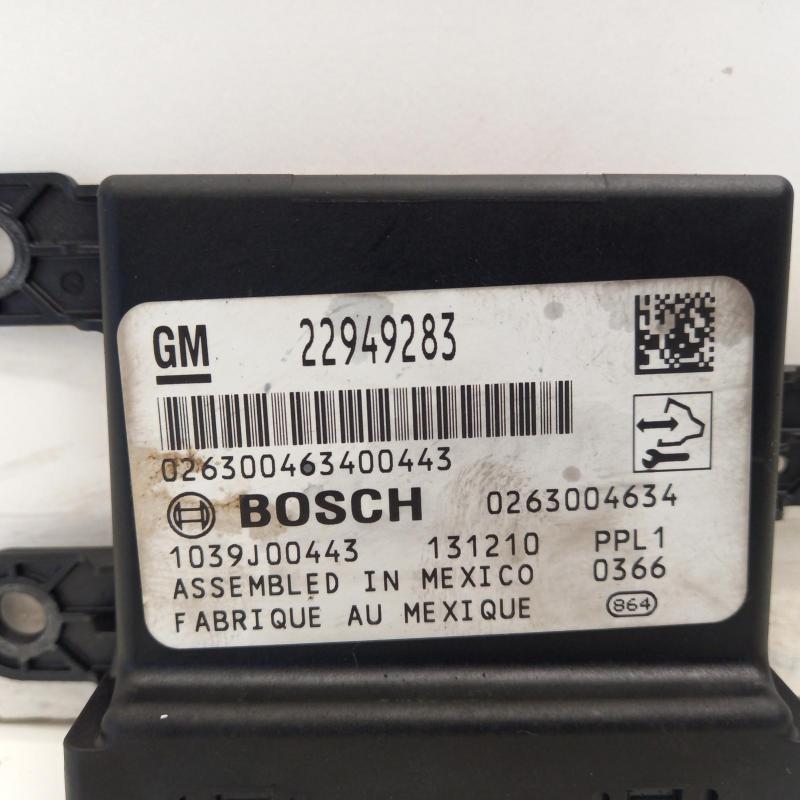 GM 22949283
026300463400443
BOSCH 0263004634
1039J00443 131210 PPL1
ASSEMBLED IN MEXICO 0366
FABRIQUE AU MEXIQUE 864